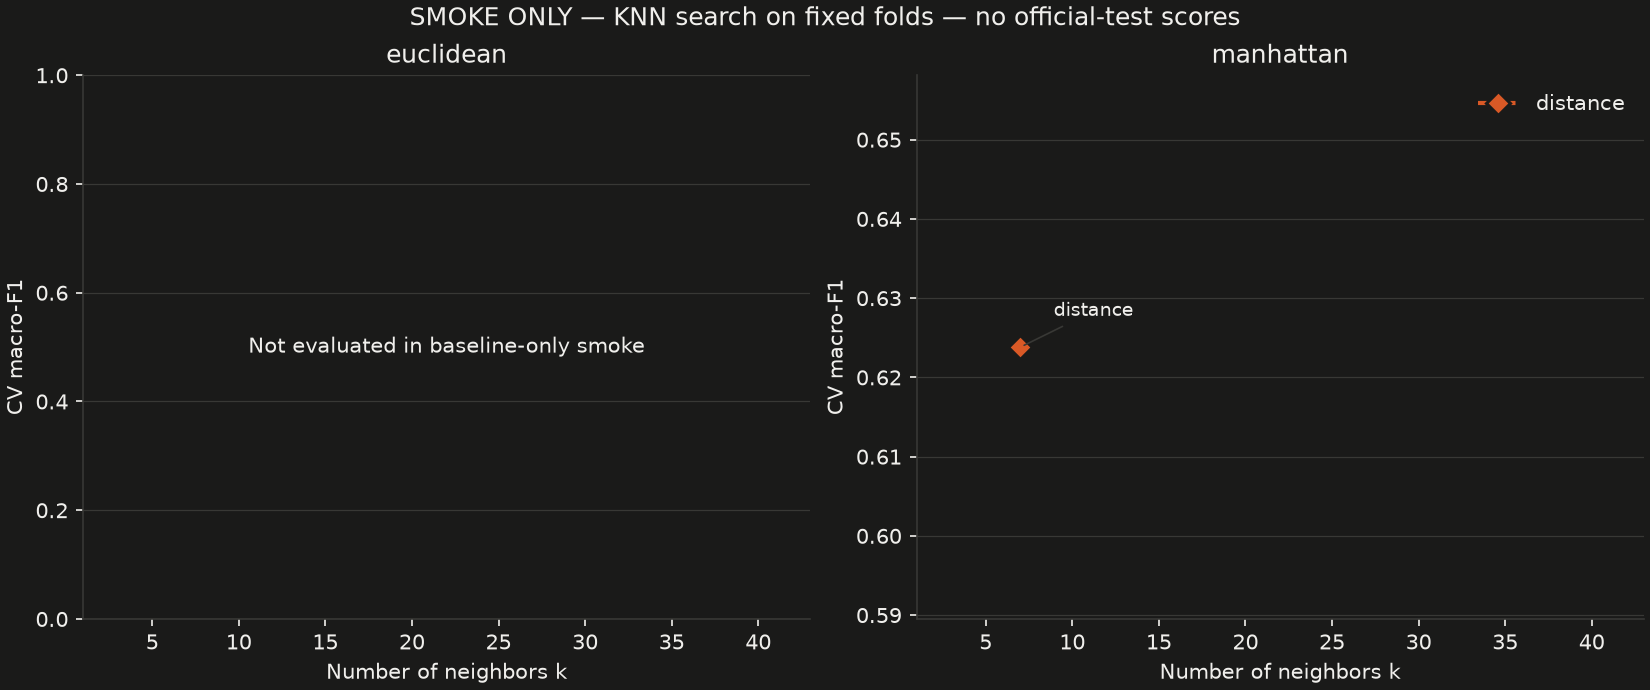 SMOKE ONLY — KNN search on fixed folds — no official-test scores
euclidean
CV macro-F1
1.0
0.8
0.6
0.4
0.2
0.0
Not evaluated in baseline-only smoke
5 10 15 20 25 30 35 40
Number of neighbors k
manhattan
distance
CV macro-F1
0.65
0.64
0.63
0.62
0.61
0.60
0.59
distance
5 10 15 20 25 30 35 40
Number of neighbors k